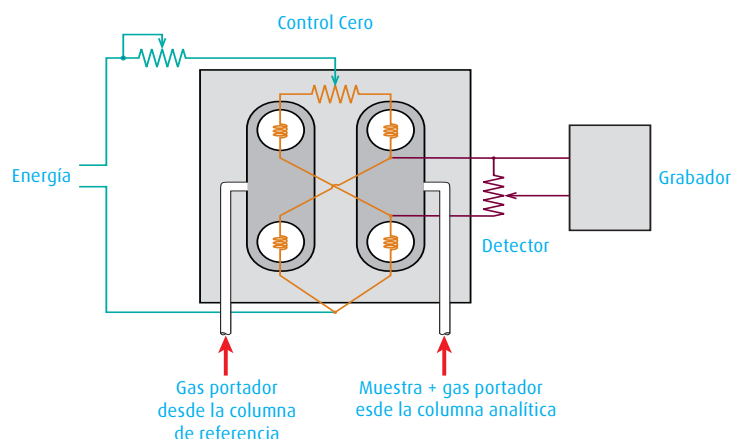 Control Cero
Energía
Grabador
Detector
Gas portador
desde la columna
de referencia
Muestra + gas portador
esde la columna analítica